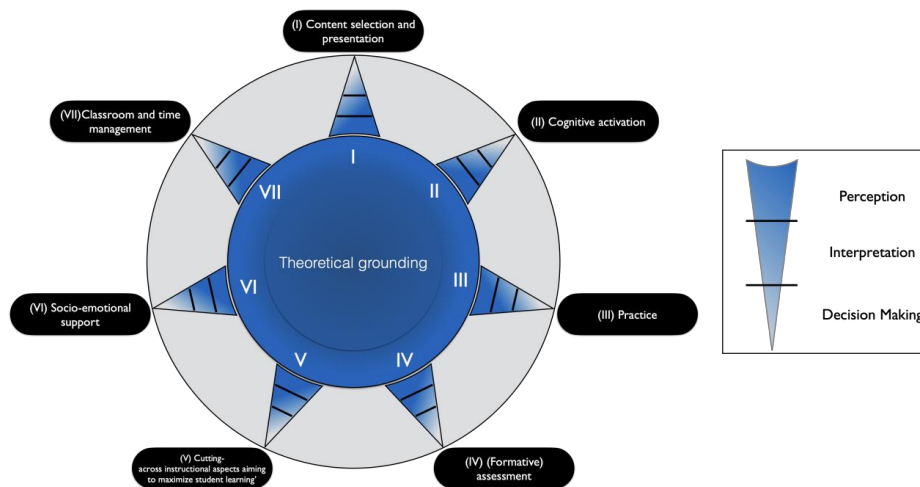 (I) Content selection and
presentation
(VII)Classroom and time
management
(II) Cognitive activation
I
II
VII
Perception
Interpretation
Decision Making
Theoretical grounding
VI
III
(VI) Socio-emotional
support
(III) Practice
V
IV
(V) Cutting-
across instructional aspects aiming
to maximize student learning'
(IV) (Formative)
assessment